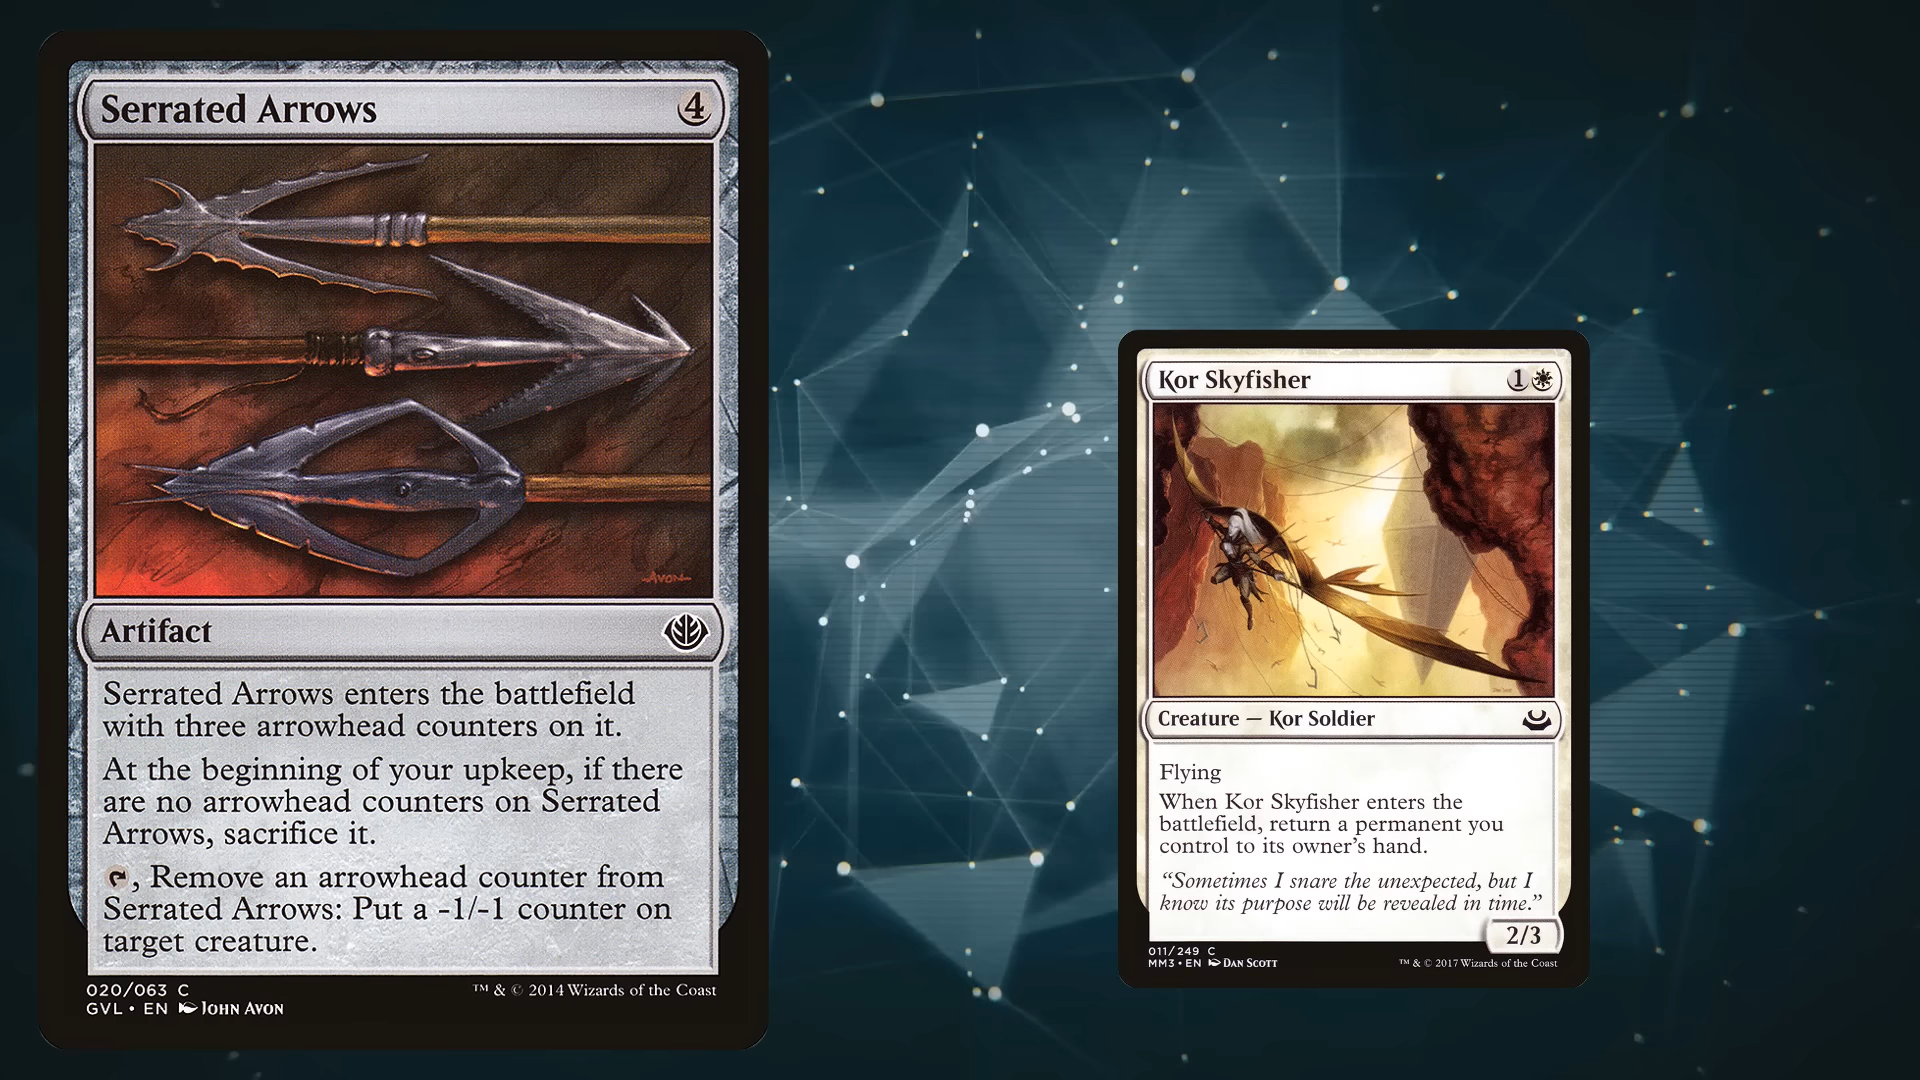 Serrated Arrows
4
AVON
Artifact
Serrated Arrows enters the battlefield
with three arrowhead counters on it.
At the beginning of your upkeep, if there
are no arrowhead counters on Serrated
Arrows, sacrifice it.
, Remove an arrowhead counter from
Serrated Arrows: Put a -1/-1 counter on
target creature.
020/063 C
GVL • EN JOHN AVON
™ & © 2014 Wizards of the Coast
Kor Skyfisher
1
Creature — Kor Soldier
Flying
When Kor Skyfisher enters the
battlefield, return a permanent you
control to its owner's hand.
“Sometimes I snare the unexpected, but I
know its purpose will be revealed in time.”
2/3
011/249 C
MM3 • EN DAN SCOTT
™ & © 2017 Wizards of the Coast